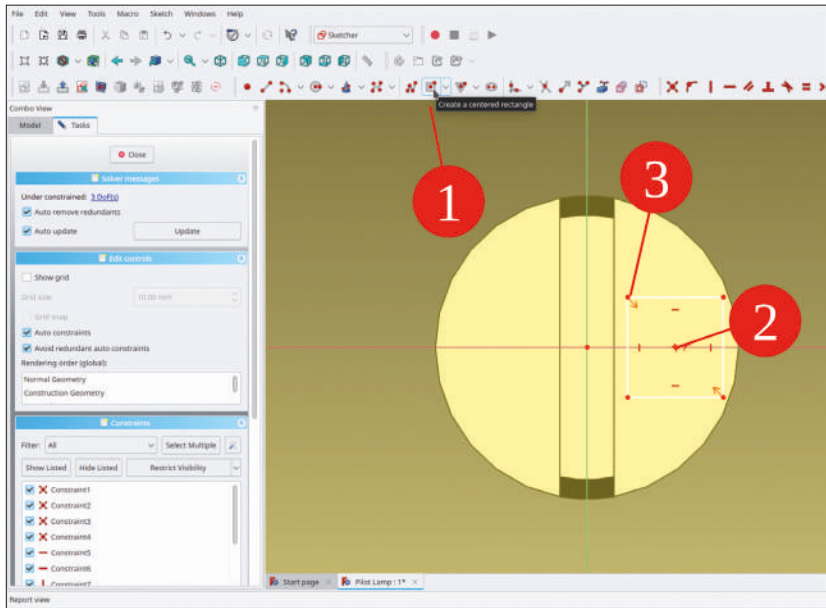 File Edit View Tools Macro Sketch Windows Help
Sketcher
Create a centered rectangle
Combo View
Model Tasks
Close
Solver messages
Under constrained: 3 DoF(s)
Auto remove redundants
Auto update Update
Edit controls
Show grid
Grid size: 10.00 mm
Grid snap
Auto constraints
Avoid redundant auto constraints
Rendering order (global):
Normal Geometry
Construction Geometry
Constraints
Filter: All Select Multiple
Show Listed Hide Listed Restrict Visibility
Constraint1
Constraint2
Constraint3
Constraint4
Constraint5
Constraint6
Constraint7
1
3
2
Start page Pilot Lamp : 1*
Report view